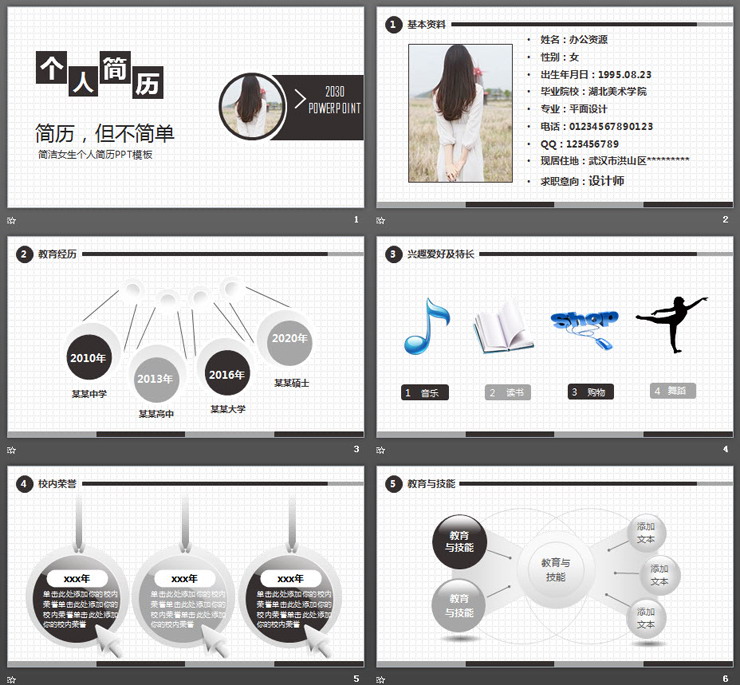 个人简历
2030
POWERPOINT
简历，但不简单
简洁女生个人简历PPT模板
1
1 基本资料
• 姓名：办公资源
• 性别：女
• 出生年月日：1995.08.23
• 毕业院校：湖北美术学院
• 专业：平面设计
• 电话：01234567890123
• QQ：123456789
• 现居住地：武汉市洪山区*********
• 求职意向：设计师
2
2 教育经历
2010年
某某中学
2013年
某某高中
2016年
某某大学
2020年
某某硕士
3
3 兴趣爱好及特长
Shop
1 音乐
2 读书
3 购物
4 舞蹈
4
4 校内荣誉
xxx年
单击此处添加你的校内
荣誉单击此处添加你的
校内荣誉单击此处添加
你的校内荣誉
xxx年
单击此处添加你的校内
荣誉单击此处添加你的
校内荣誉单击此处添加
你的校内荣誉
xxx年
单击此处添加你的校内
荣誉单击此处添加你的
校内荣誉单击此处添加
你的校内荣誉
5
5 教育与技能
教育
与技能
教育
与技能
教育与
技能
添加
文本
添加
文本
添加
文本
6